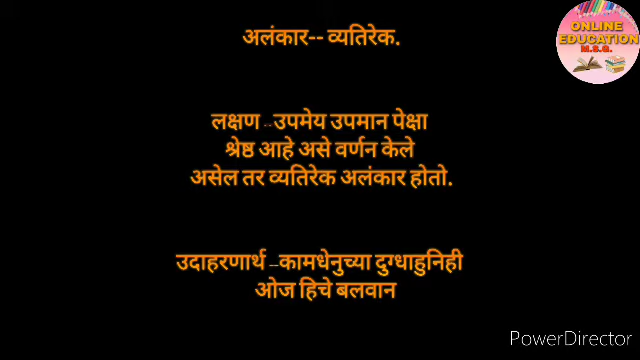 ONLINE
EDUCATION
M.S.G.
अलंकार-- व्यतिरेक.
लक्षण --उपमेय उपमान पेक्षा
श्रेष्ठ आहे असे वर्णन केले
असेल तर व्यतिरेक अलंकार होतो.
उदाहरणार्थ --कामधेनुच्या दुग्धाहुनिही
ओज हिचे बलवान
PowerDirector